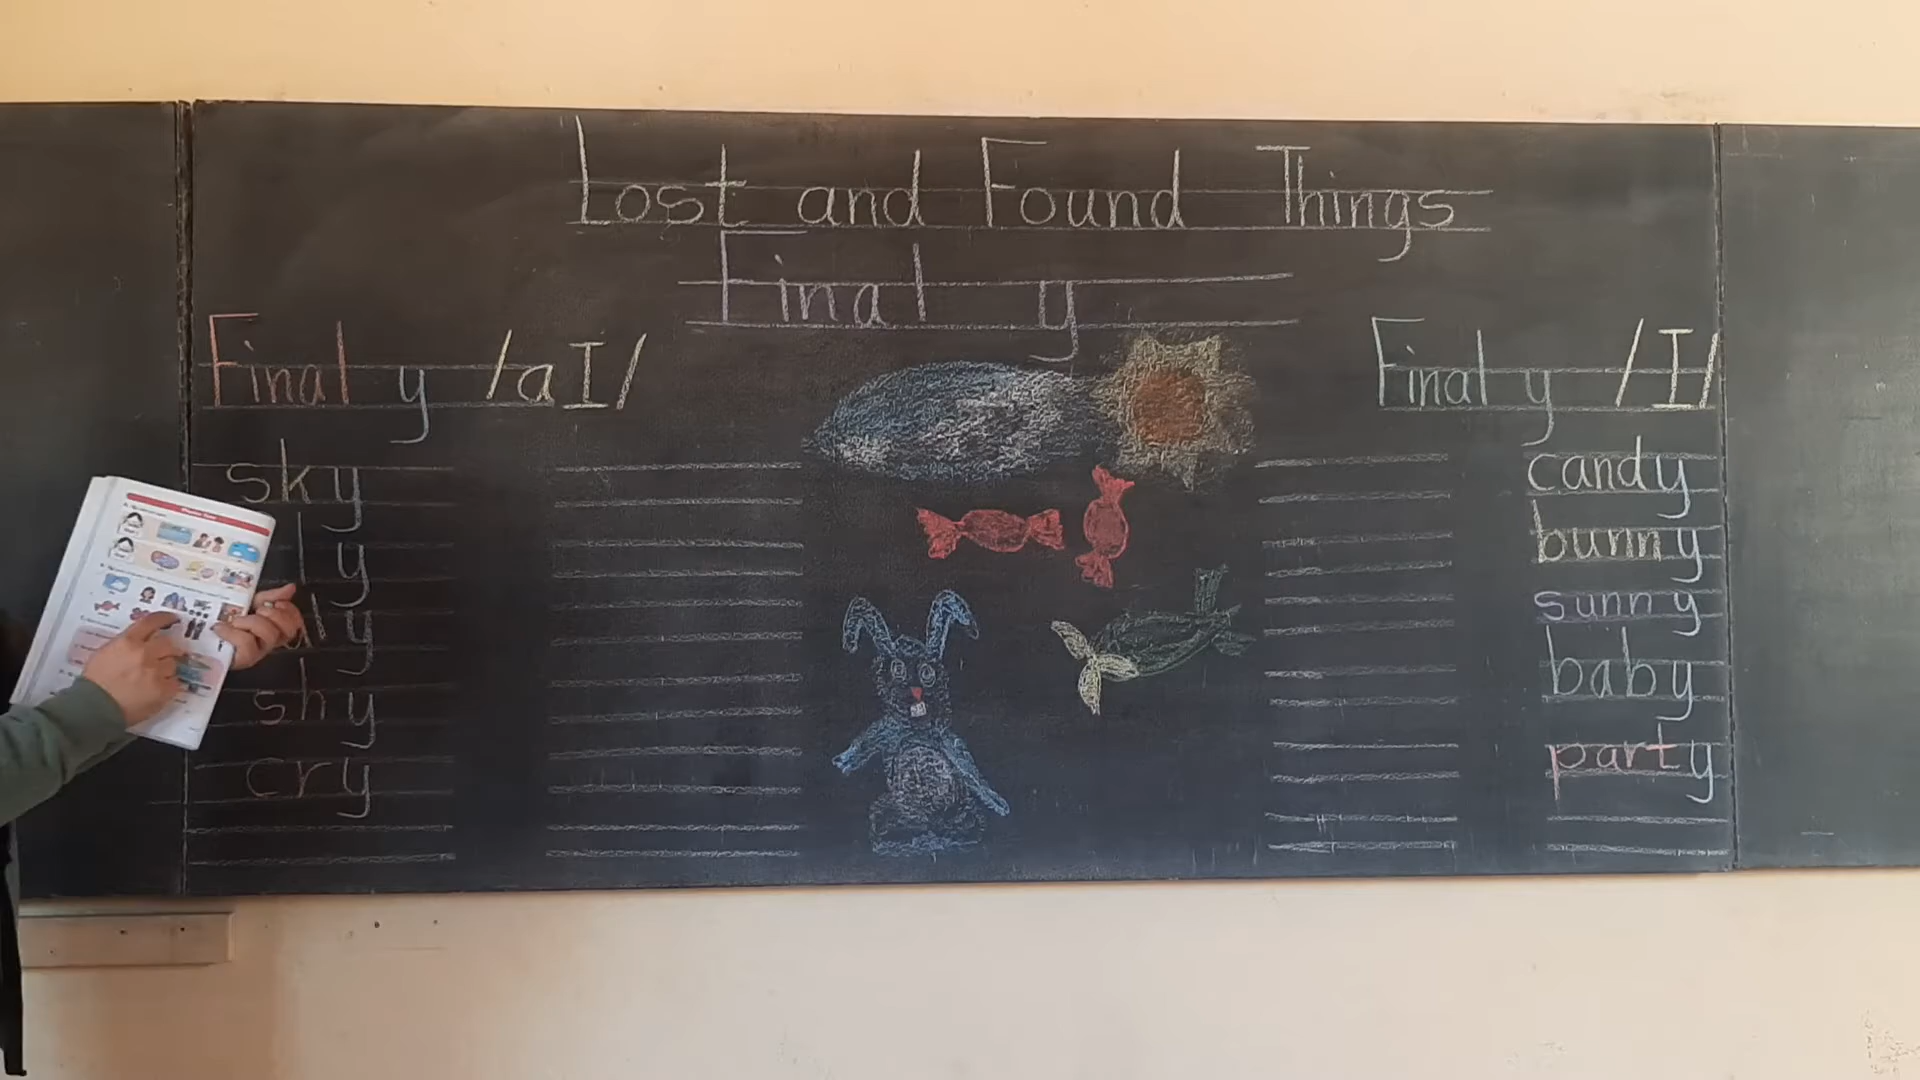 Lost and Found Things
Final y
Final y /aI/
sky
shy
cry
Final y /I/
candy
bunny
sunny
baby
party